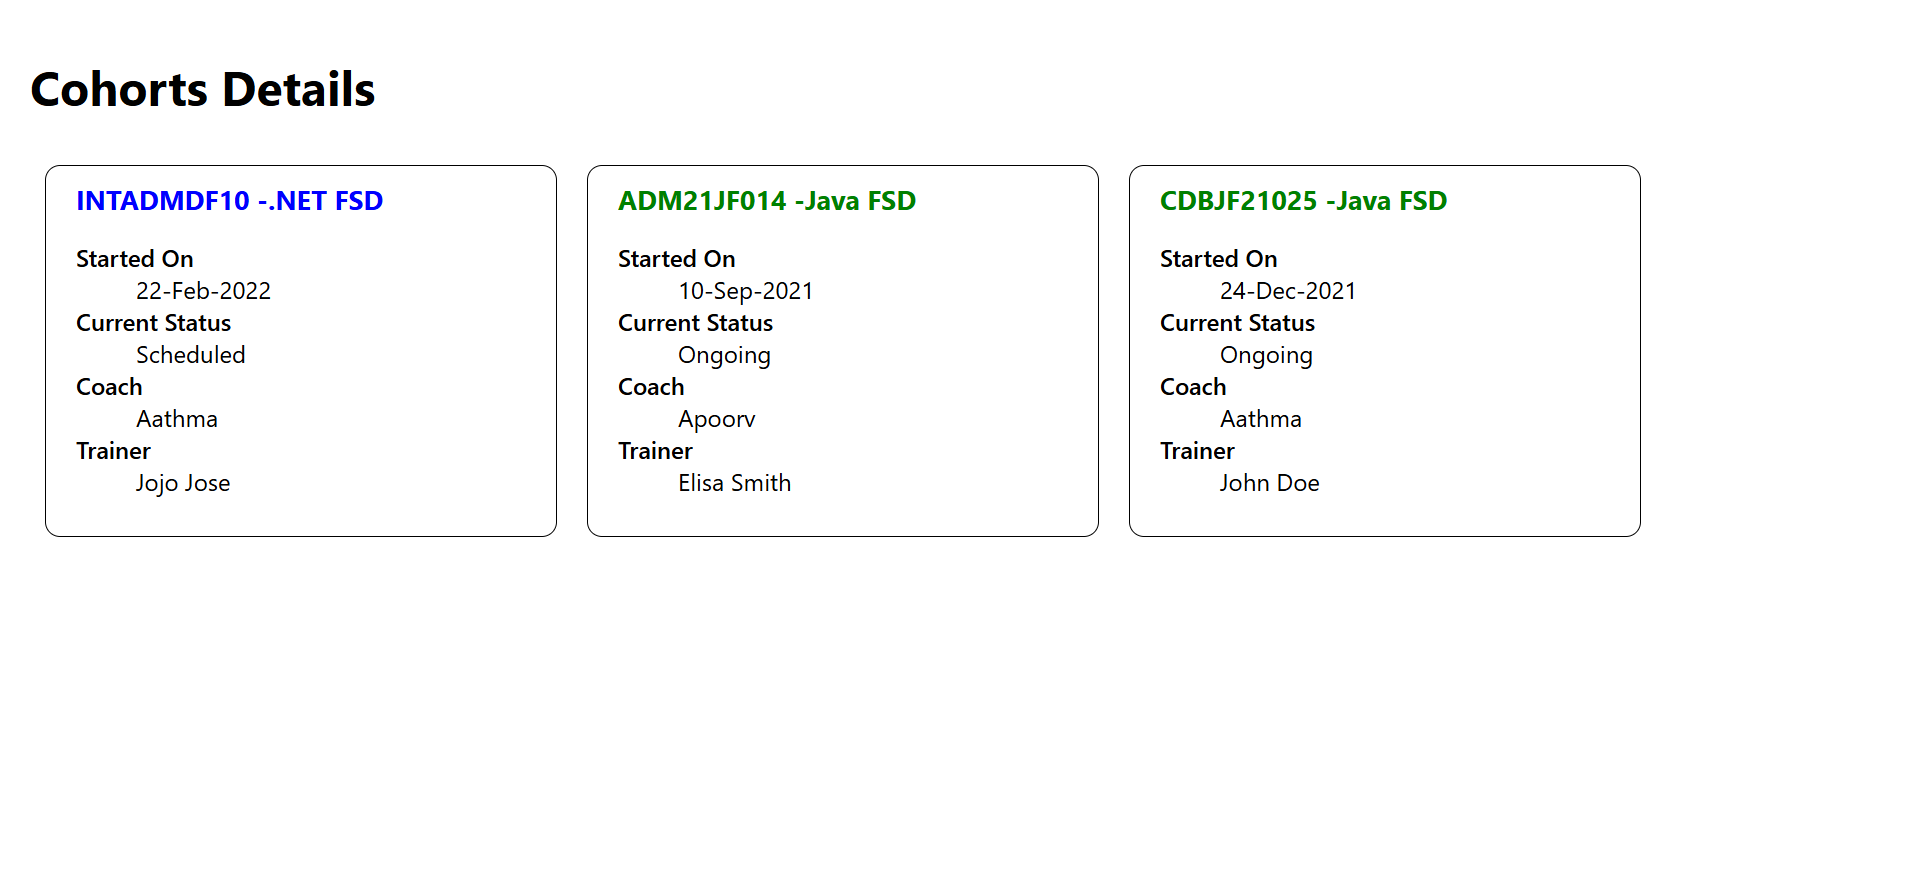 Cohorts Details
INTADMDF10 -.NET FSD
Started On
22-Feb-2022
Current Status
Scheduled
Coach
Aathma
Trainer
Jojo Jose
ADM21JF014 -Java FSD
Started On
10-Sep-2021
Current Status
Ongoing
Coach
Apoorv
Trainer
Elisa Smith
CDBJF21025 -Java FSD
Started On
24-Dec-2021
Current Status
Ongoing
Coach
Aathma
Trainer
John Doe